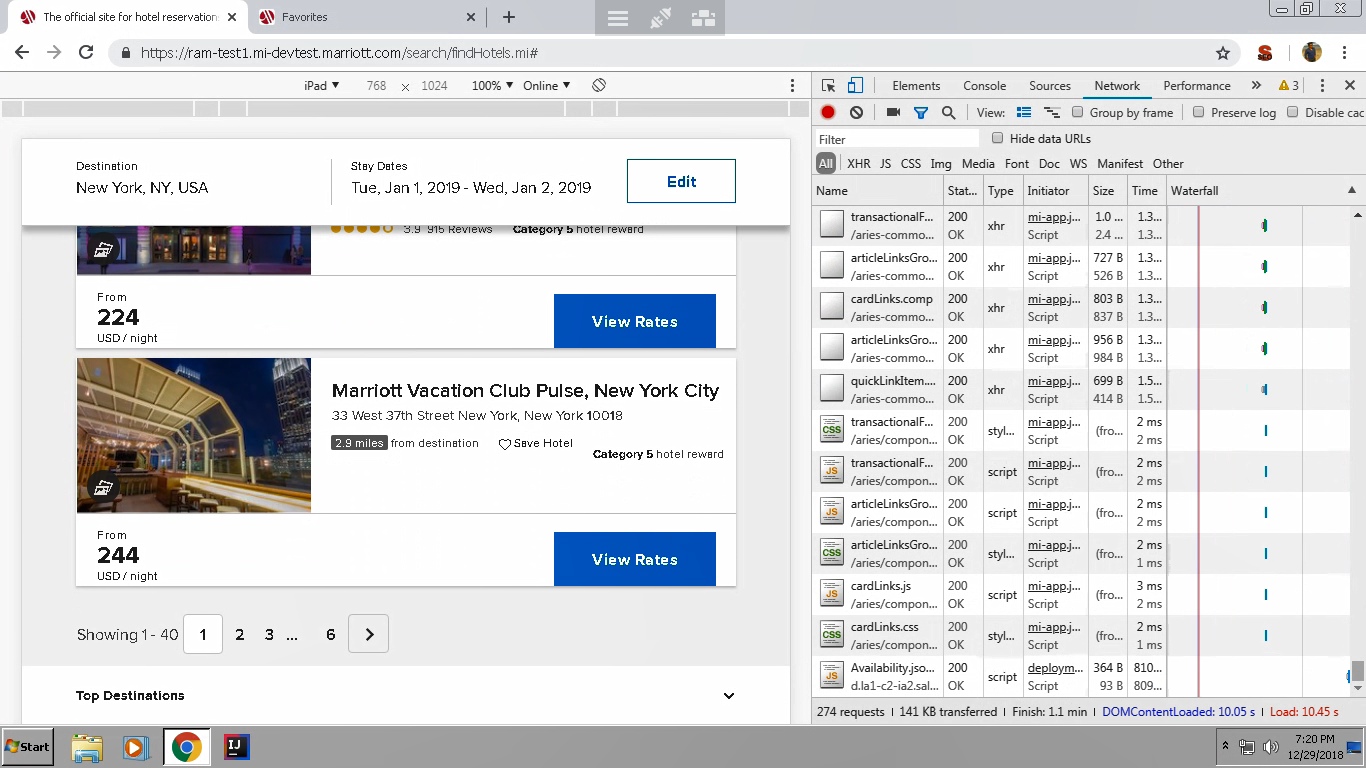 The official site for hotel reservation
Favorites
https://ram-test1.mi-devtest.marriott.com/search/findHotels.mi#
iPad ▼ 768 × 1024 100% ▼ Online ▼
Elements Console Sources Network Performance » 3
View: Group by frame Preserve log Disable cac
Filter Hide data URLs
All XHR JS CSS Img Media Font Doc WS Manifest Other
Name Stat... Type Initiator Size Time Waterfall
Destination
New York, NY, USA
Stay Dates
Tue, Jan 1, 2019 - Wed, Jan 2, 2019
Edit
3.9 915 Reviews Category 5 hotel reward
From
224
USD / night
View Rates
Marriott Vacation Club Pulse, New York City
33 West 37th Street New York, New York 10018
2.9 miles from destination Save Hotel
Category 5 hotel reward
From
244
USD / night
View Rates
Showing 1 - 40 1 2 3 ... 6
Top Destinations
transactionalF... 200 xhr mi-app.j... 1.0 ... 1.3...
/aries-commo... OK Script 2.4 ... 1.3...
articleLinksGro... 200 xhr mi-app.j... 727 B 1.3...
/aries-commo... OK Script 526 B 1.3...
cardLinks.comp 200 xhr mi-app.j... 803 B 1.3...
/aries-commo... OK Script 837 B 1.3...
articleLinksGro... 200 xhr mi-app.j... 956 B 1.3...
/aries-commo... OK Script 984 B 1.3...
quickLinkItem.... 200 xhr mi-app.j... 699 B 1.5...
/aries-commo... OK Script 414 B 1.5...
CSS transactionalF... 200 styl... mi-app.j... (fro... 2 ms
/aries/compon... OK Script 2 ms
JS transactionalF... 200 script mi-app.j... (fro... 2 ms
/aries/compon... OK Script 2 ms
JS articleLinksGro... 200 script mi-app.j... (fro... 2 ms
/aries/compon... OK Script 2 ms
CSS articleLinksGro... 200 styl... mi-app.j... (fro... 2 ms
/aries/compon... OK Script 1 ms
JS cardLinks.js 200 script mi-app.j... (fro... 3 ms
/aries/compon... OK Script 2 ms
CSS cardLinks.css 200 styl... mi-app.j... (fro... 2 ms
/aries/compon... OK Script 1 ms
JS Availability.jso... 200 script deploym... 364 B 810...
d.la1-c2-ia2.sal... OK Script 93 B 809...
274 requests | 141 KB transferred | Finish: 1.1 min | DOMContentLoaded: 10.05 s | Load: 10.45 s
Start
IJ
7:20 PM
12/29/2018